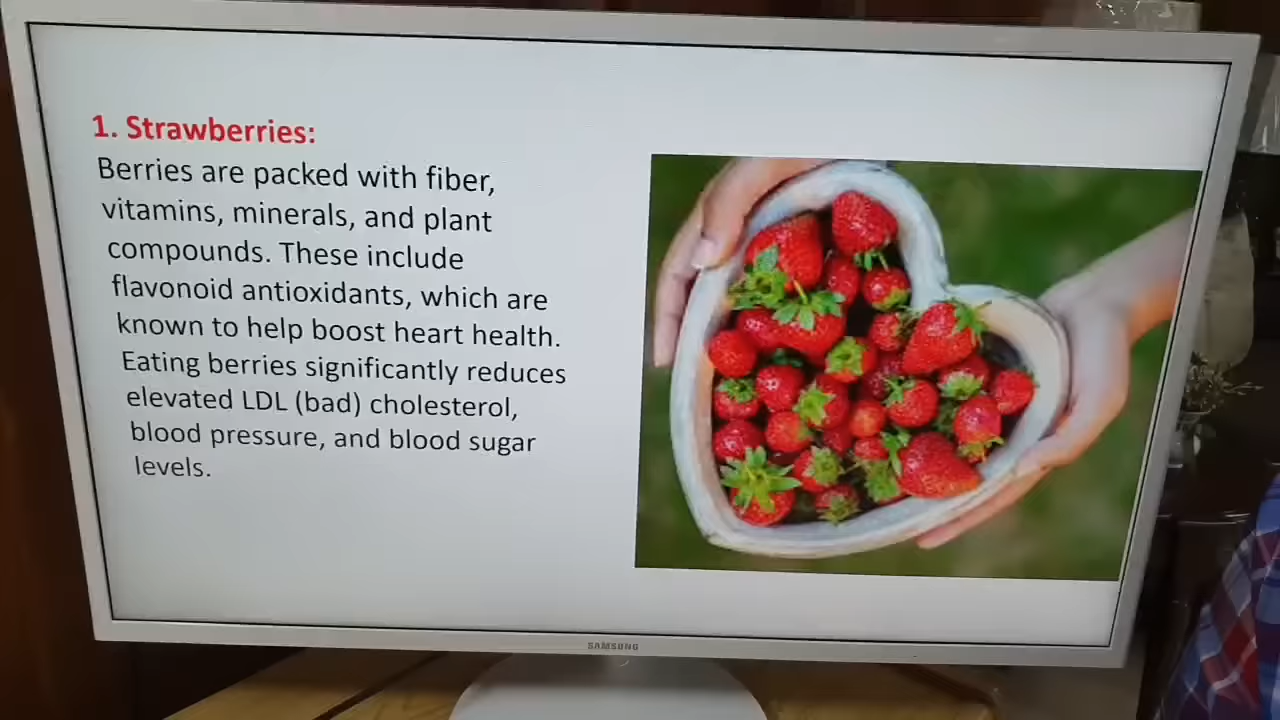 1. Strawberries:
Berries are packed with fiber,
vitamins, minerals, and plant
compounds. These include
flavonoid antioxidants, which are
known to help boost heart health.
Eating berries significantly reduces
elevated LDL (bad) cholesterol,
blood pressure, and blood sugar
levels.
SAMSUNG